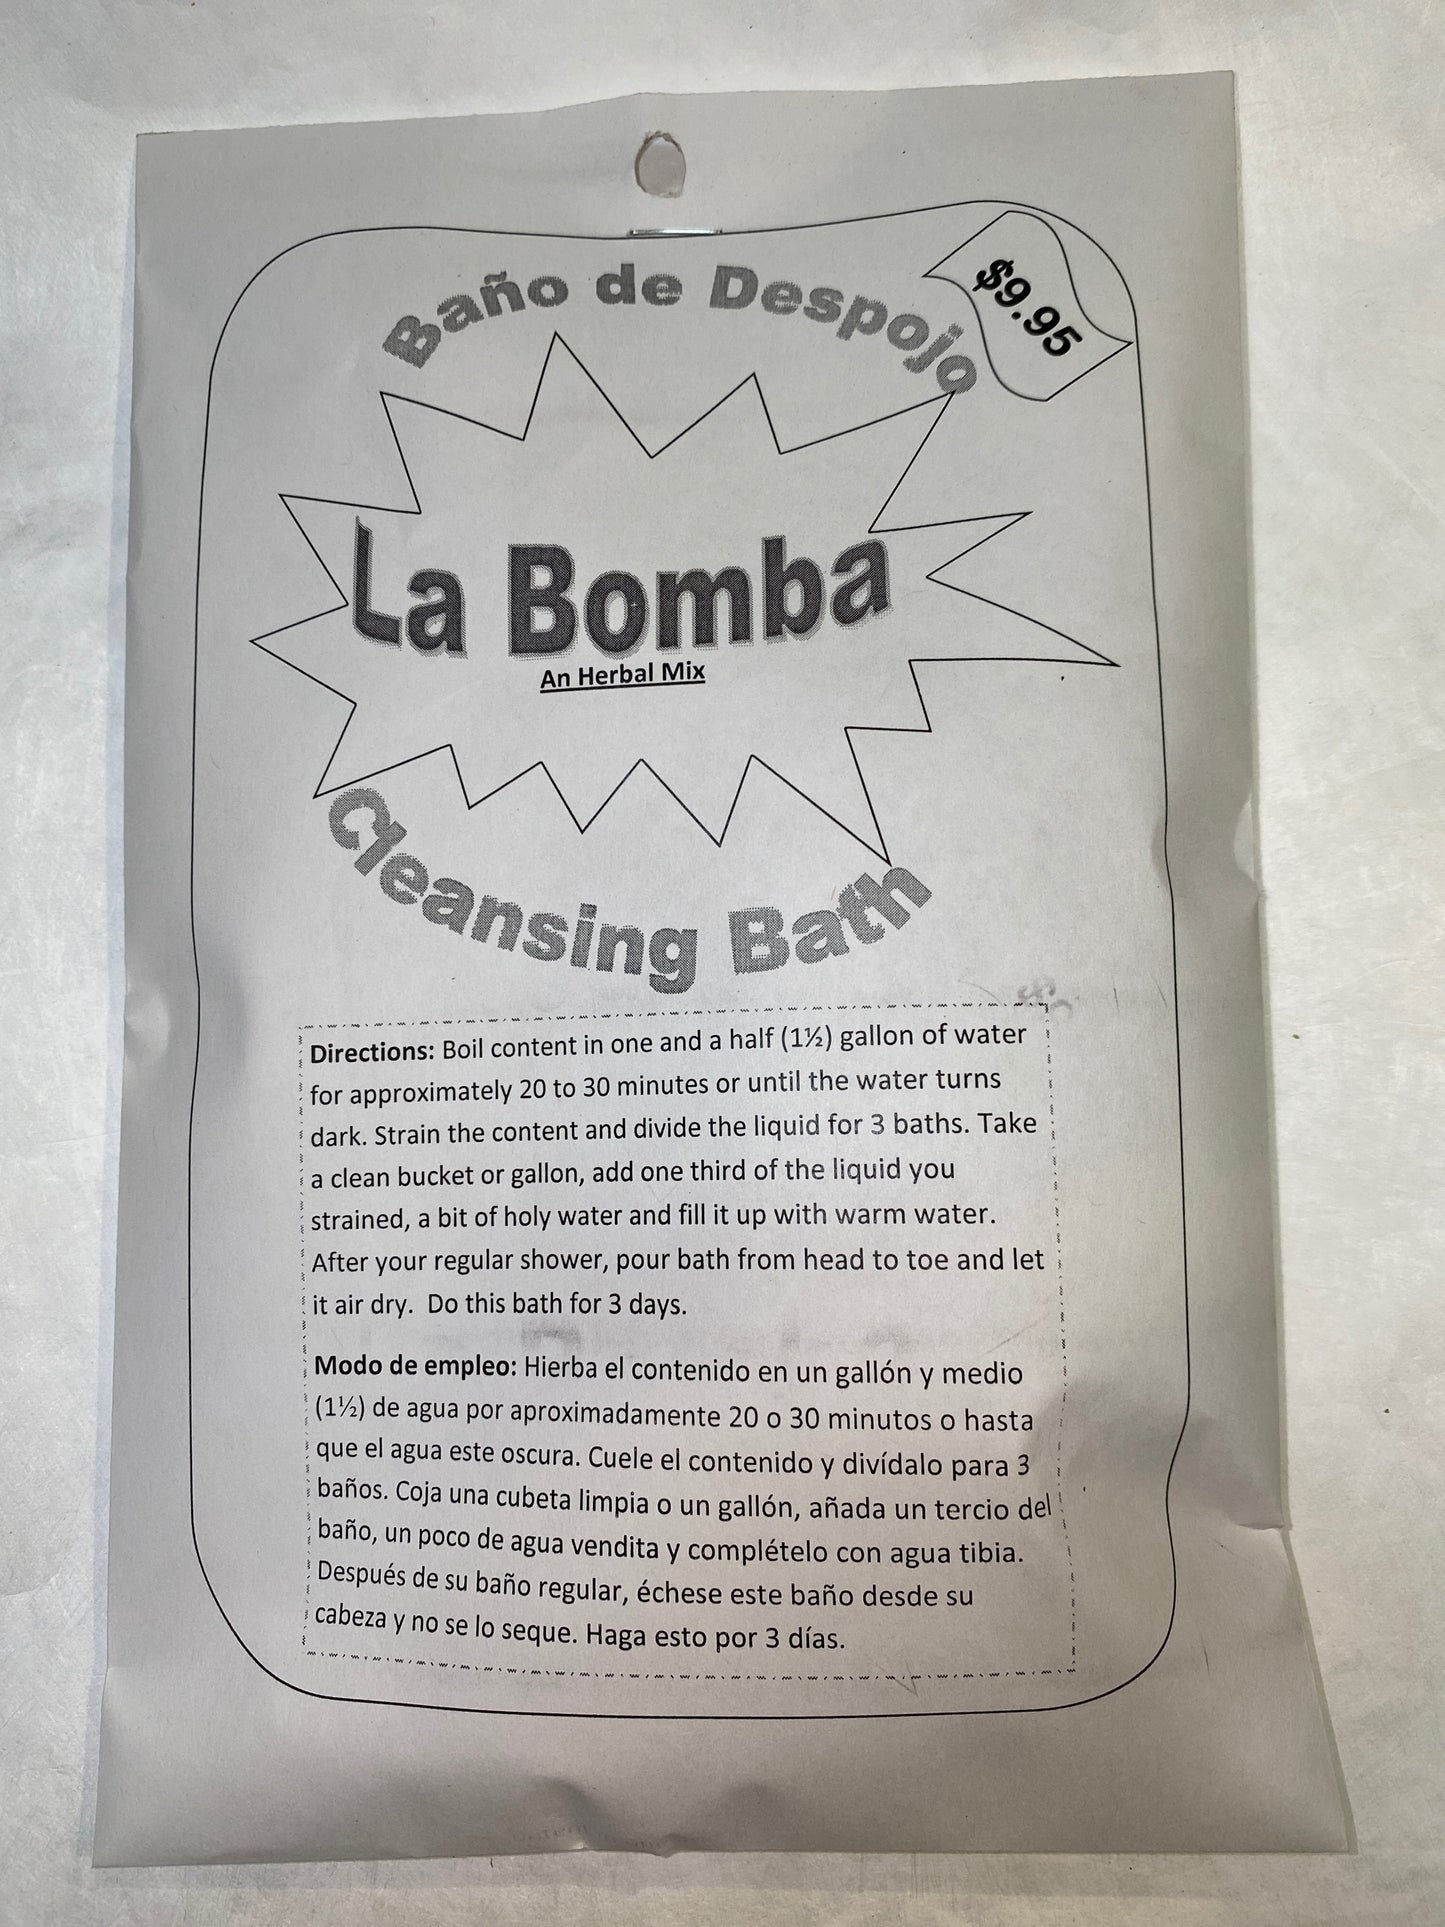 Baño de Despojo
$9.95
La Bomba
An Herbal Mix
Cleansing Bath
Directions: Boil content in one and a half (1½) gallon of water
for approximately 20 to 30 minutes or until the water turns
dark. Strain the content and divide the liquid for 3 baths. Take
a clean bucket or gallon, add one third of the liquid you
strained, a bit of holy water and fill it up with warm water.
After your regular shower, pour bath from head to toe and let
it air dry.  Do this bath for 3 days.
Modo de empleo: Hierba el contenido en un gallón y medio
(1½) de agua por aproximadamente 20 o 30 minutos o hasta
que el agua este oscura. Cuele el contenido y divídalo para 3
baños. Coja una cubeta limpia o un gallón, añada un tercio del
baño, un poco de agua vendita y complételo con agua tibia.
Después de su baño regular, échese este baño desde su
cabeza y no se lo seque. Haga esto por 3 días.